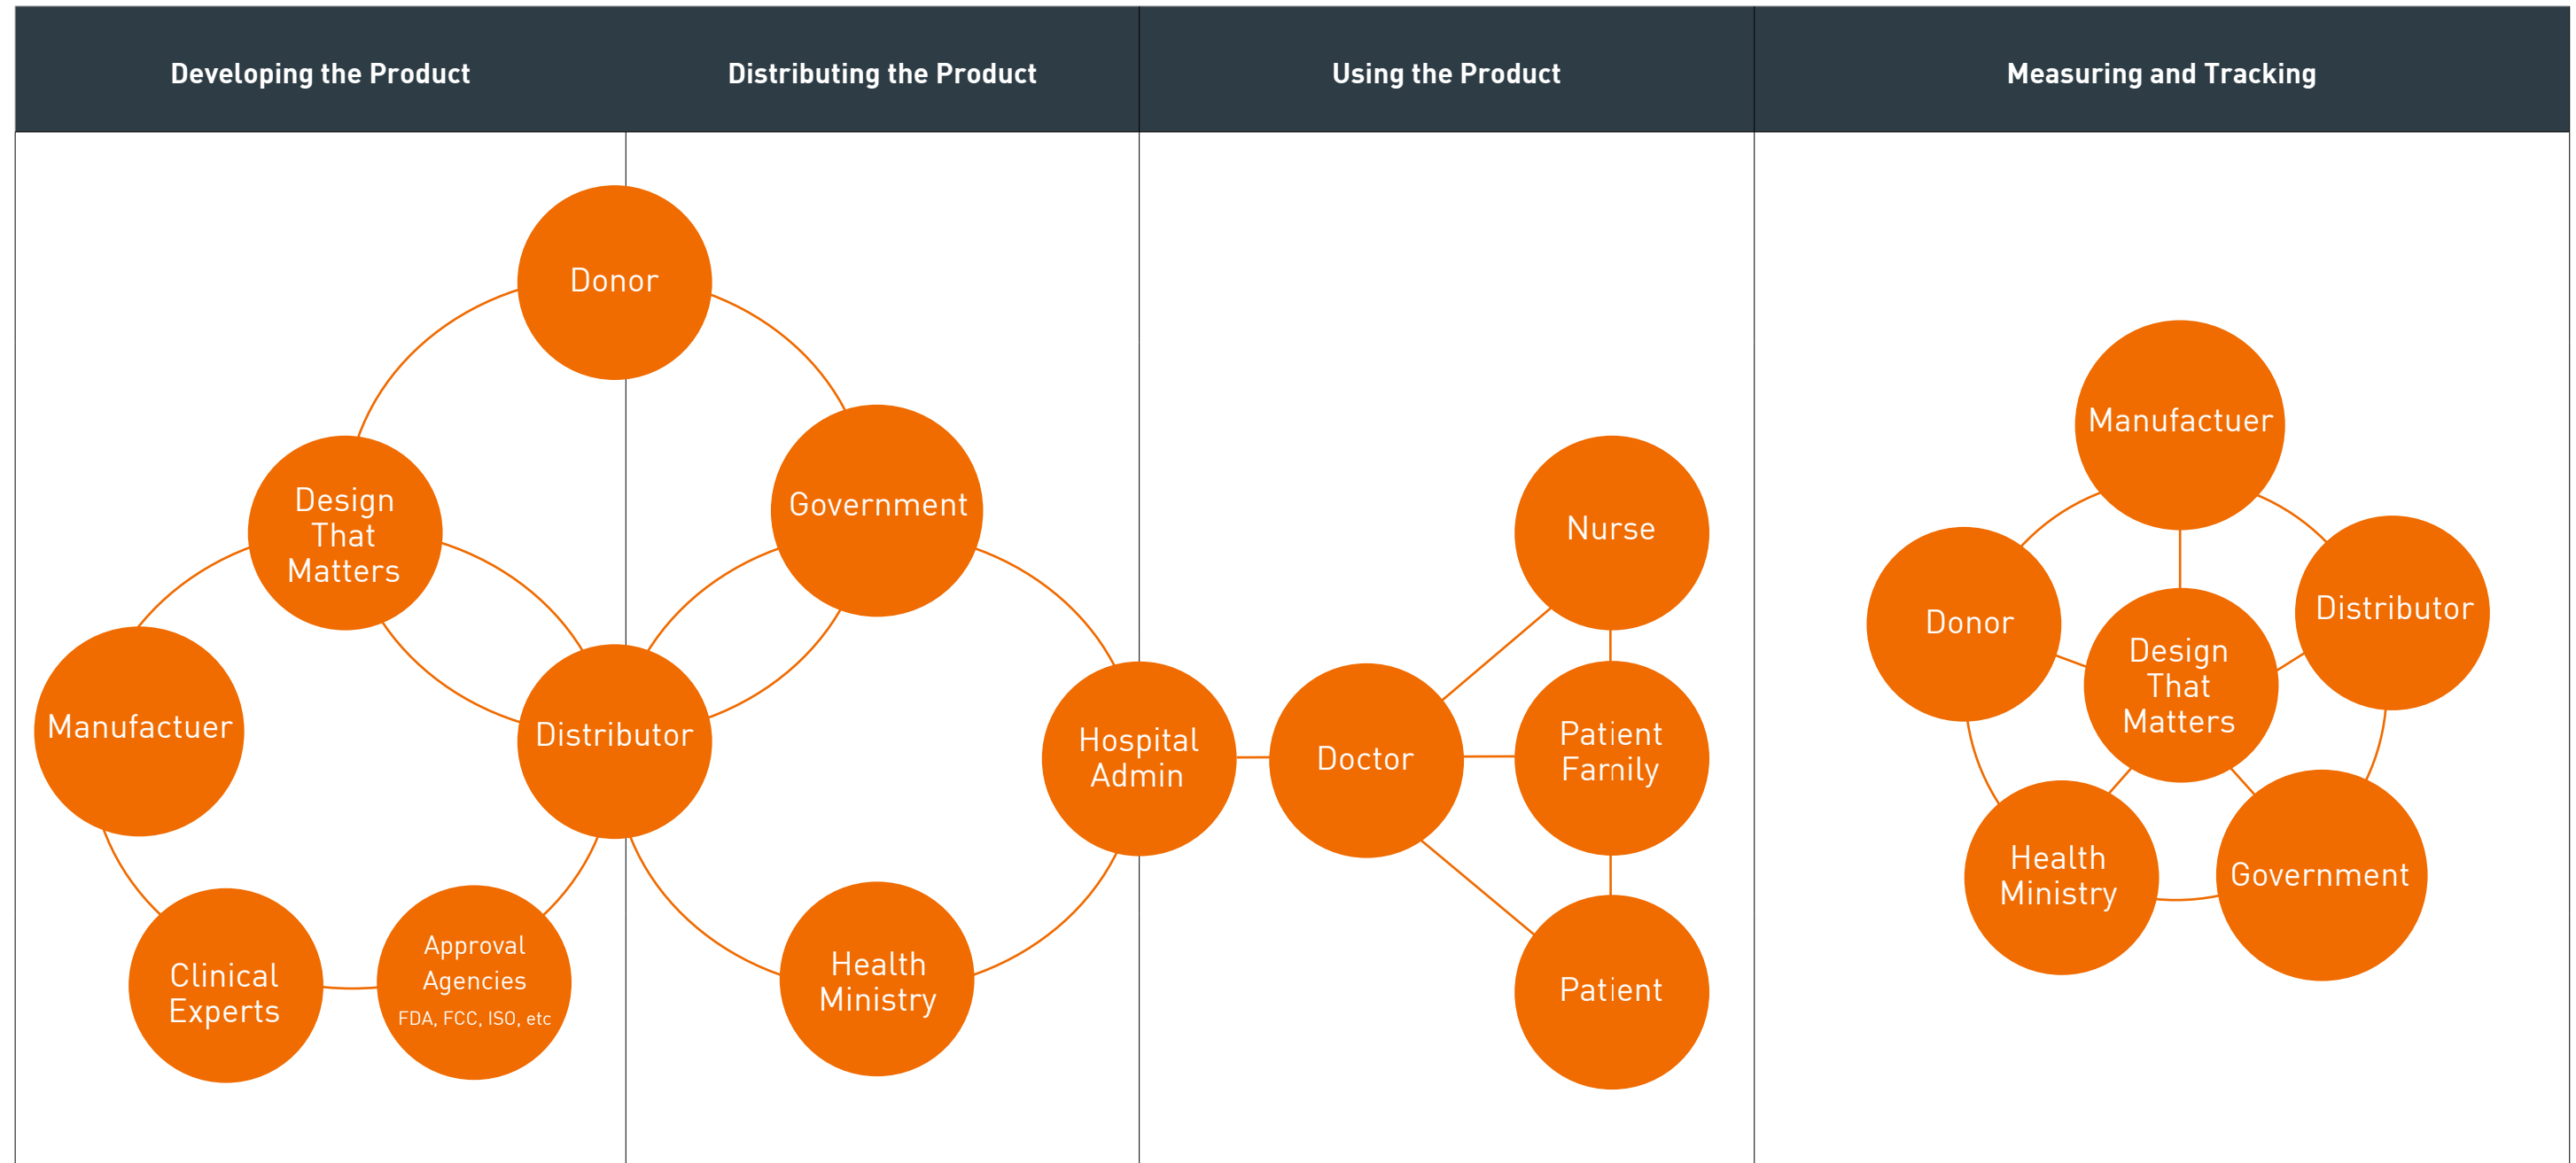 Developing the Product
Distributing the Product
Using the Product
Measuring and Tracking
Donor
Design
That
Matters
Government
Manufactuer
Distributor
Clinical
Experts
Approval
Agencies
FDA, FCC, ISO, etc
Health
Ministry
Hospital
Admin
Doctor
Nurse
Patient
Family
Patient
Manufactuer
Donor
Distributor
Design
That
Matters
Health
Ministry
Government